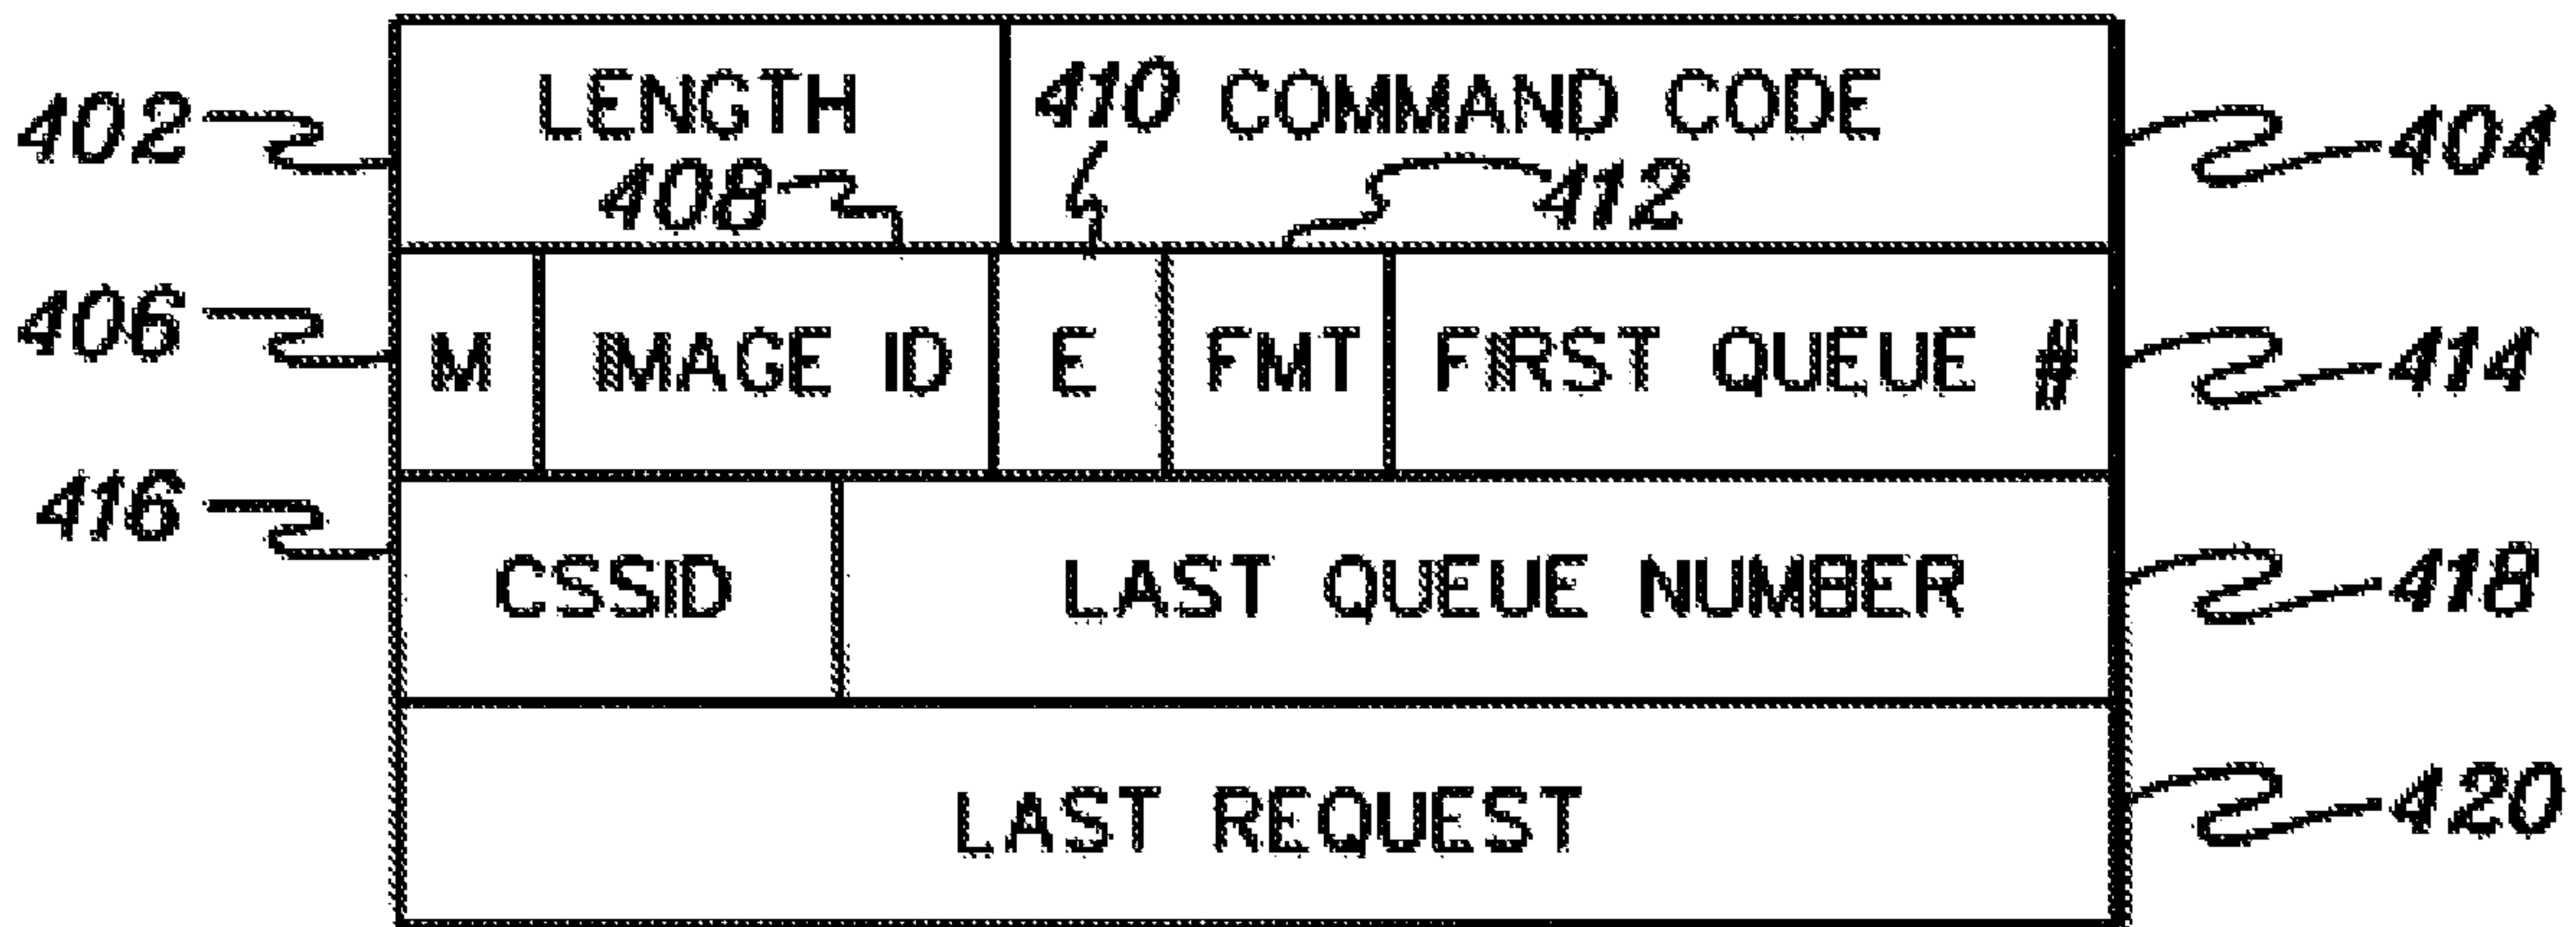 LENGTH 410 COMMAND CODE
402 404
408 412
406 M IMAGE ID E FMT FIRST QUEUE # 414
416 CSSID LAST QUEUE NUMBER 418
LAST REQUEST 420